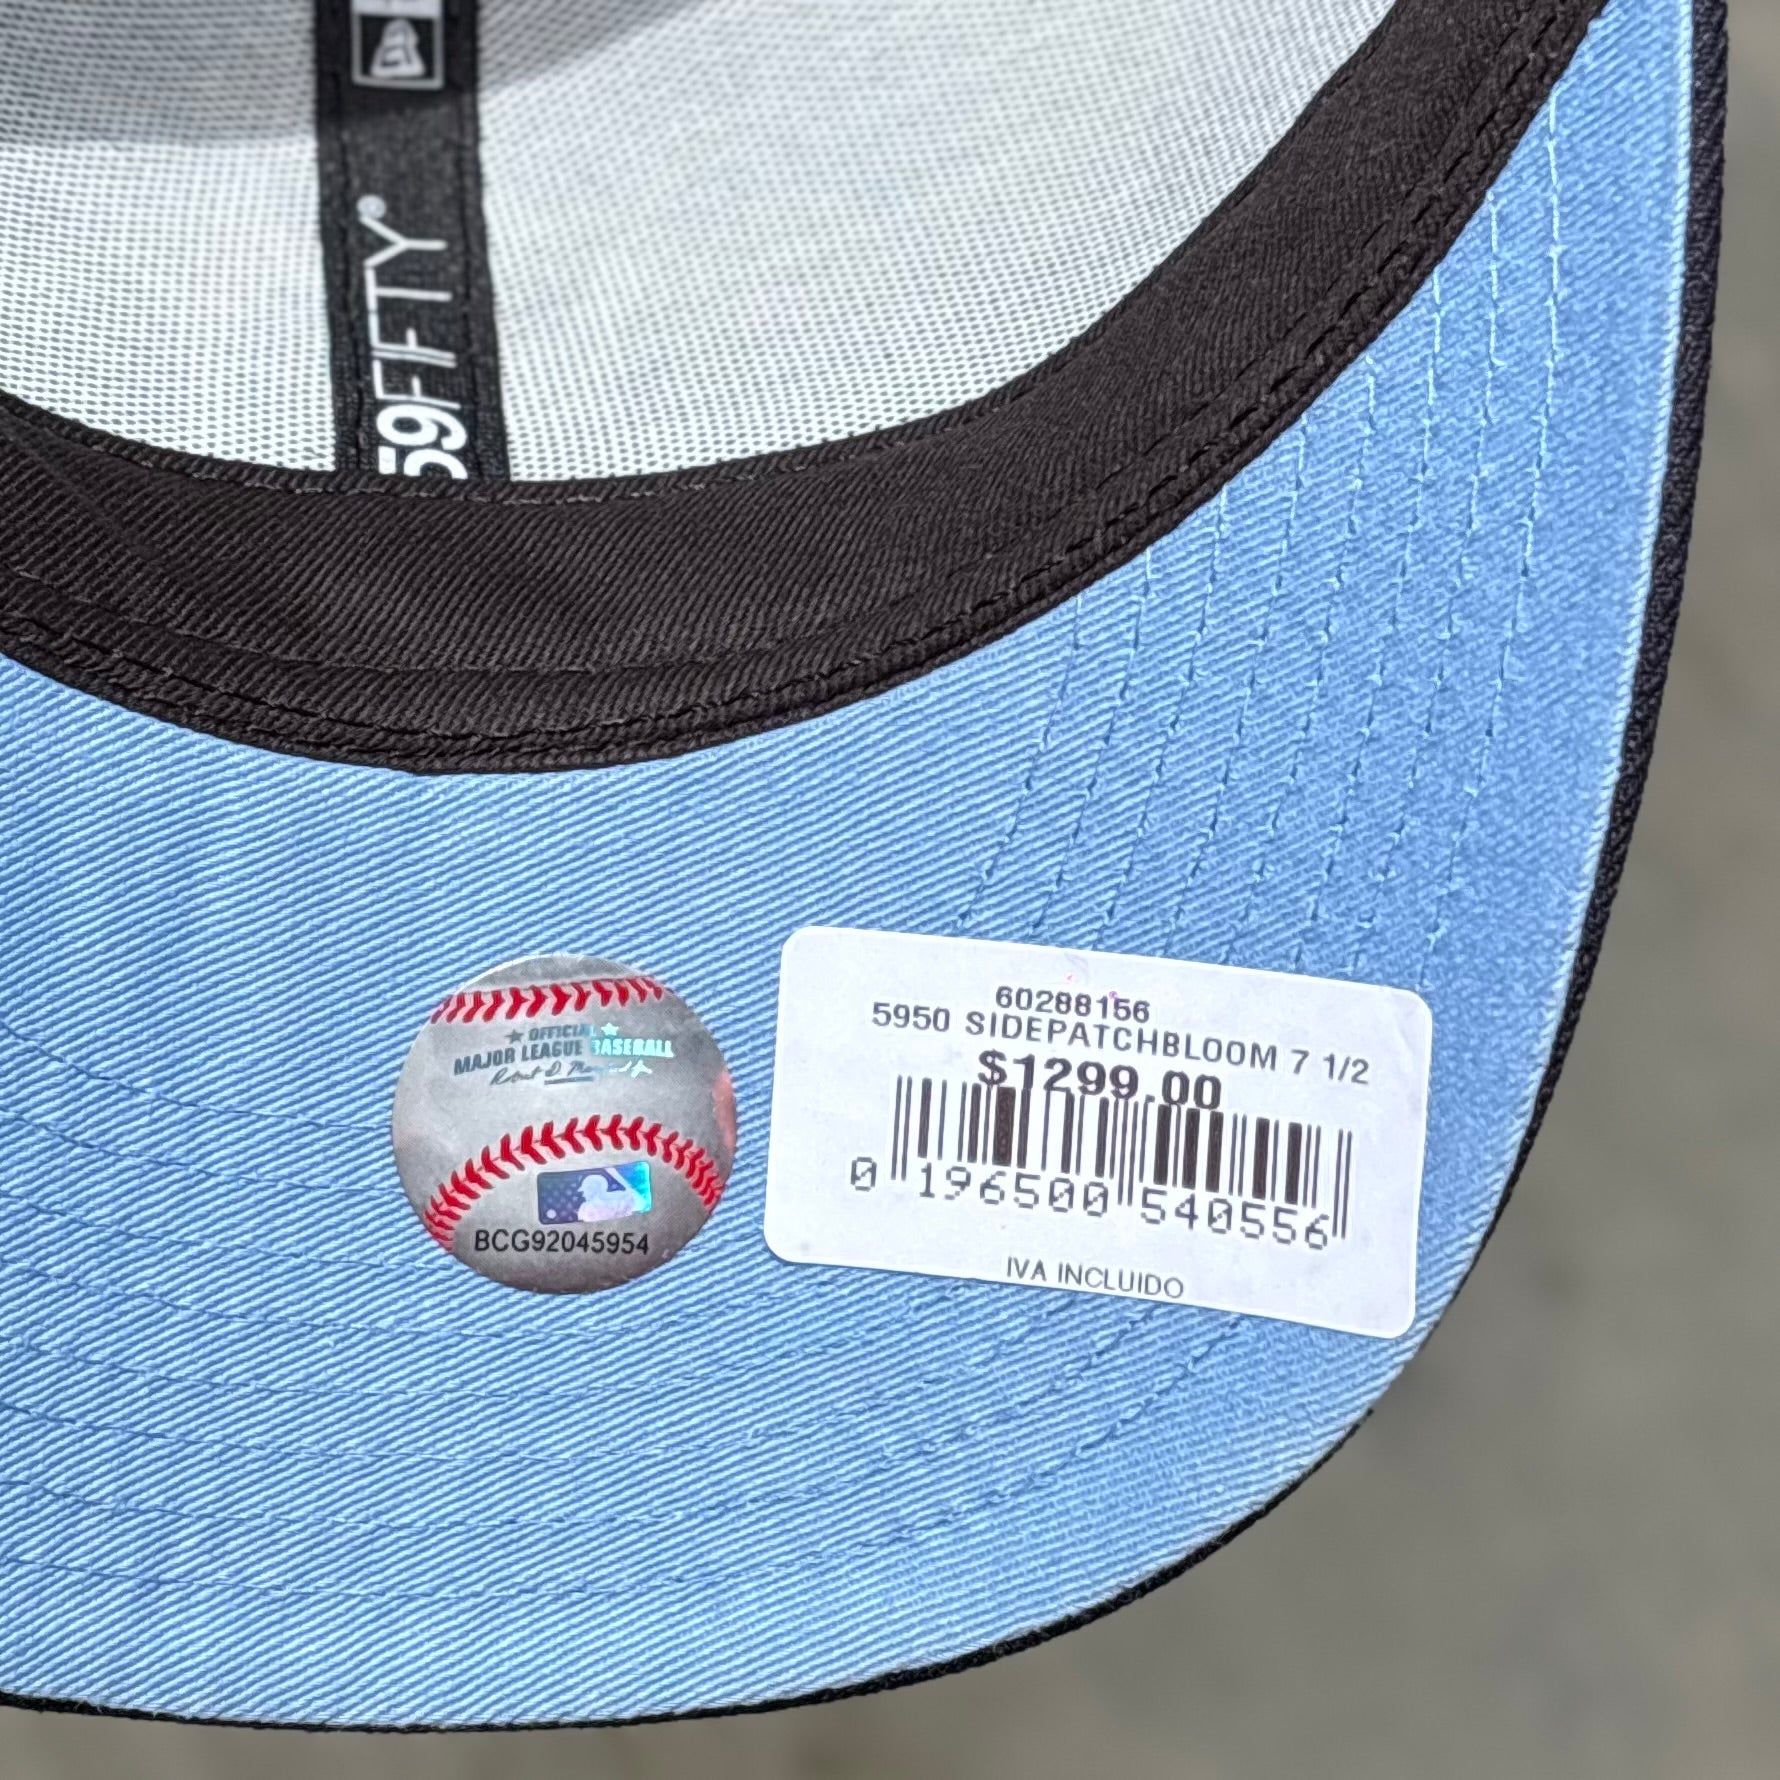 59FIFTY®
OFFICIAL
MAJOR LEAGUE BASEBALL
BCG92045954
60288156
5950 SIDEPATCHBLOOM 7 1/2
$1299.00
0 196500 540556
IVA INCLUIDO